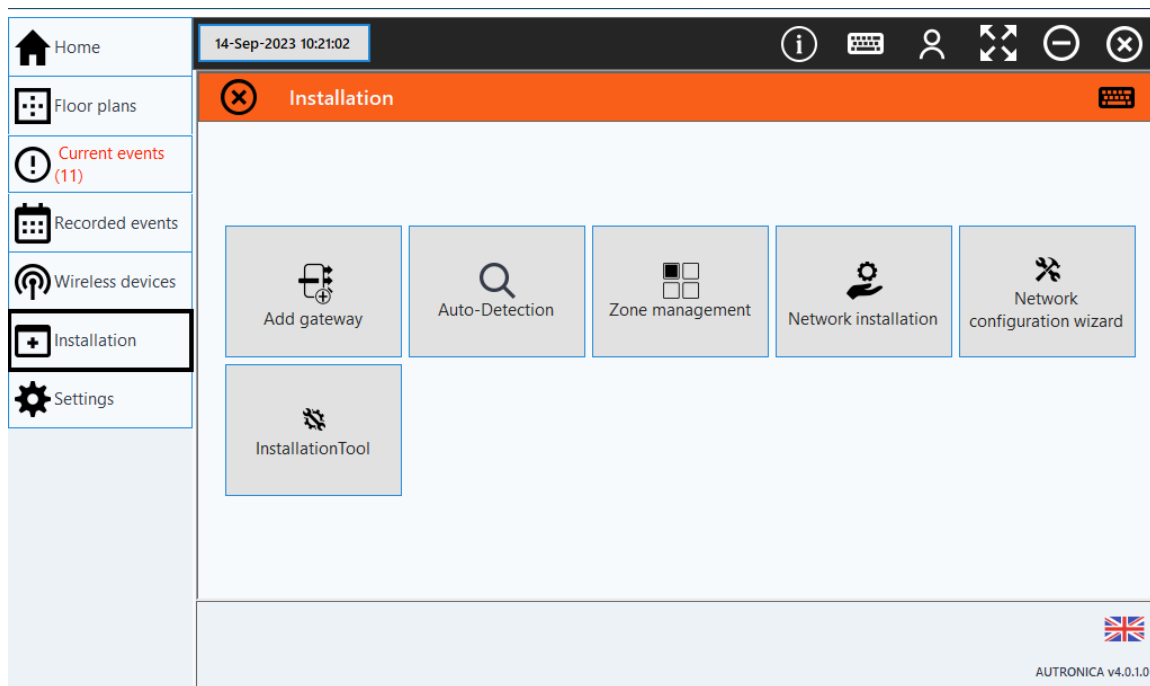 Home
Floor plans
Current events
(11)
Recorded events
Wireless devices
Installation
Settings
14-Sep-2023 10:21:02
Installation
Add gateway
Auto-Detection
Zone management
Network installation
Network
configuration wizard
InstallationTool
AUTRONICA v4.0.1.0